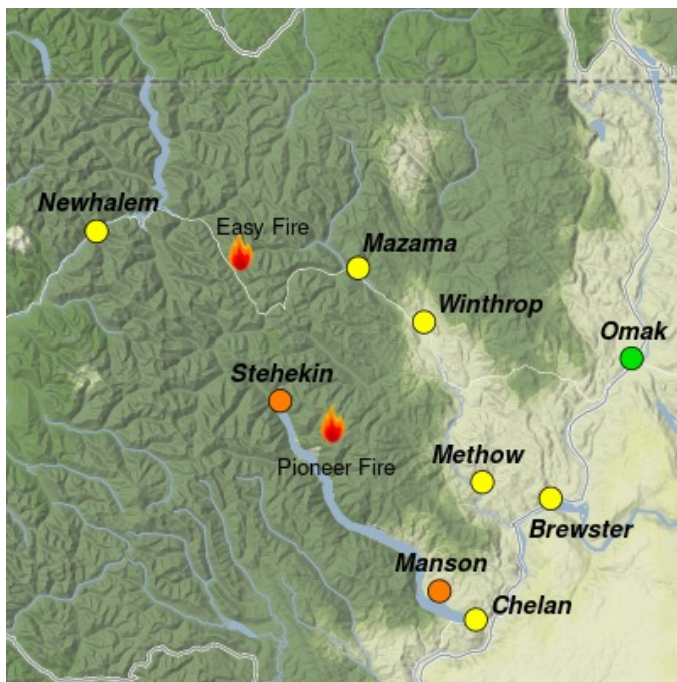 Newhalem
Easy Fire
Mazama
Winthrop
Omak
Stehekin
Pioneer Fire
Methow
Brewster
Manson
Chelan